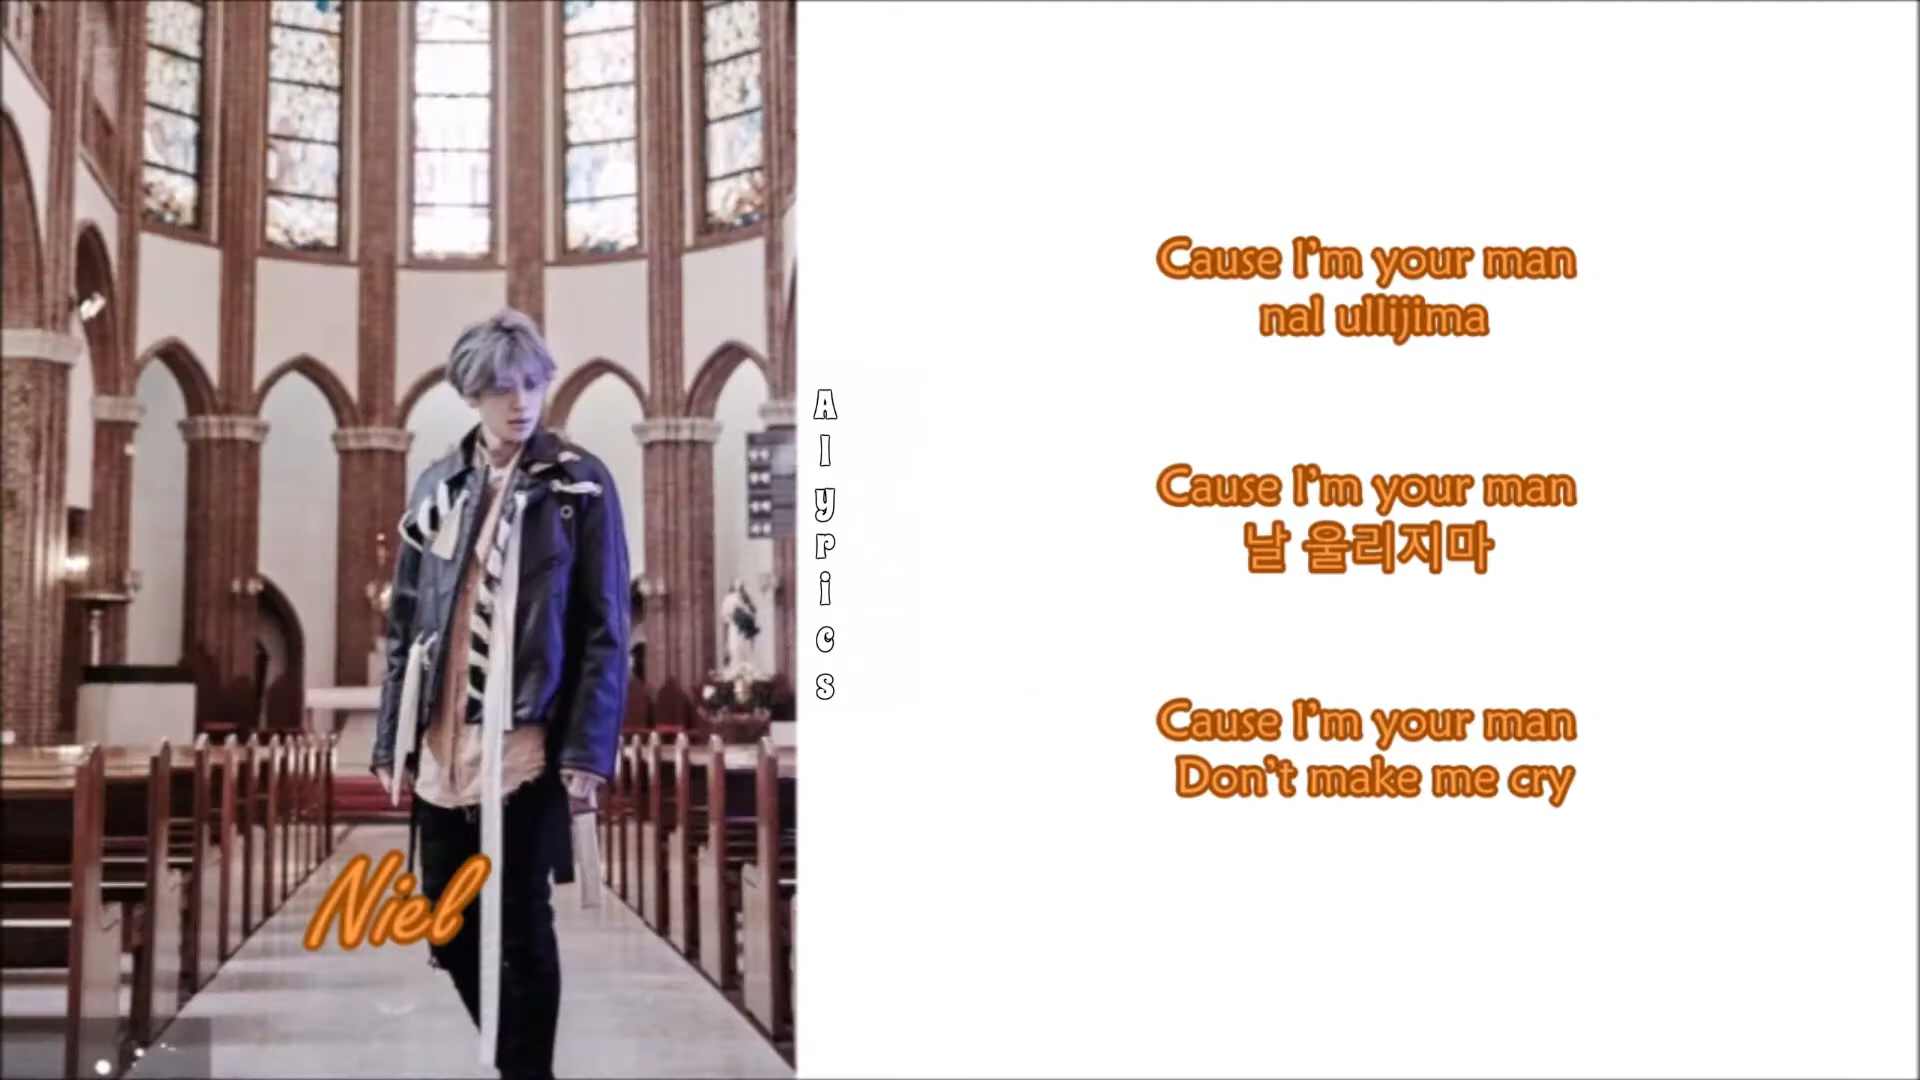 Niel
Alyrics
Cause I'm your man
nal ullijima
Cause I'm your man
날 울리지마
Cause I'm your man
Don't make me cry